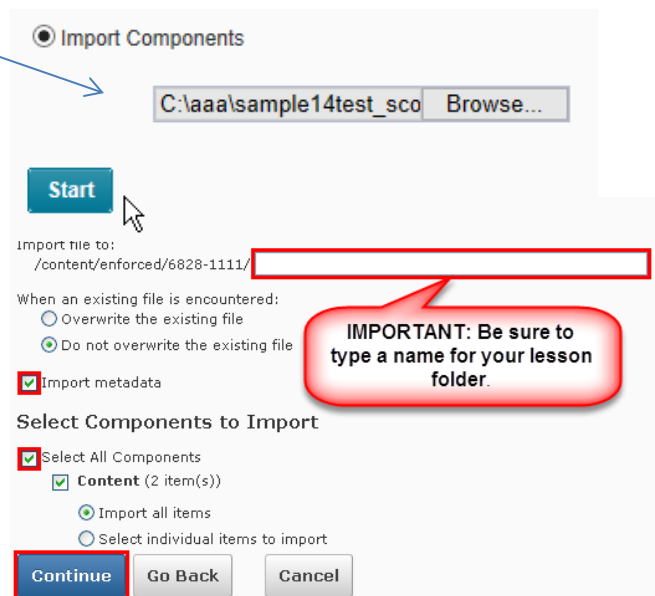 Import Components
C:\aaa\sample14test_sco Browse...
Start
Import file to:
/content/enforced/6828-1111/
When an existing file is encountered:
Overwrite the existing file
Do not overwrite the existing file
IMPORTANT: Be sure to
type a name for your lesson
folder.
Import metadata
Select Components to Import
Select All Components
Content (2 item(s))
Import all items
Select individual items to import
Continue Go Back Cancel